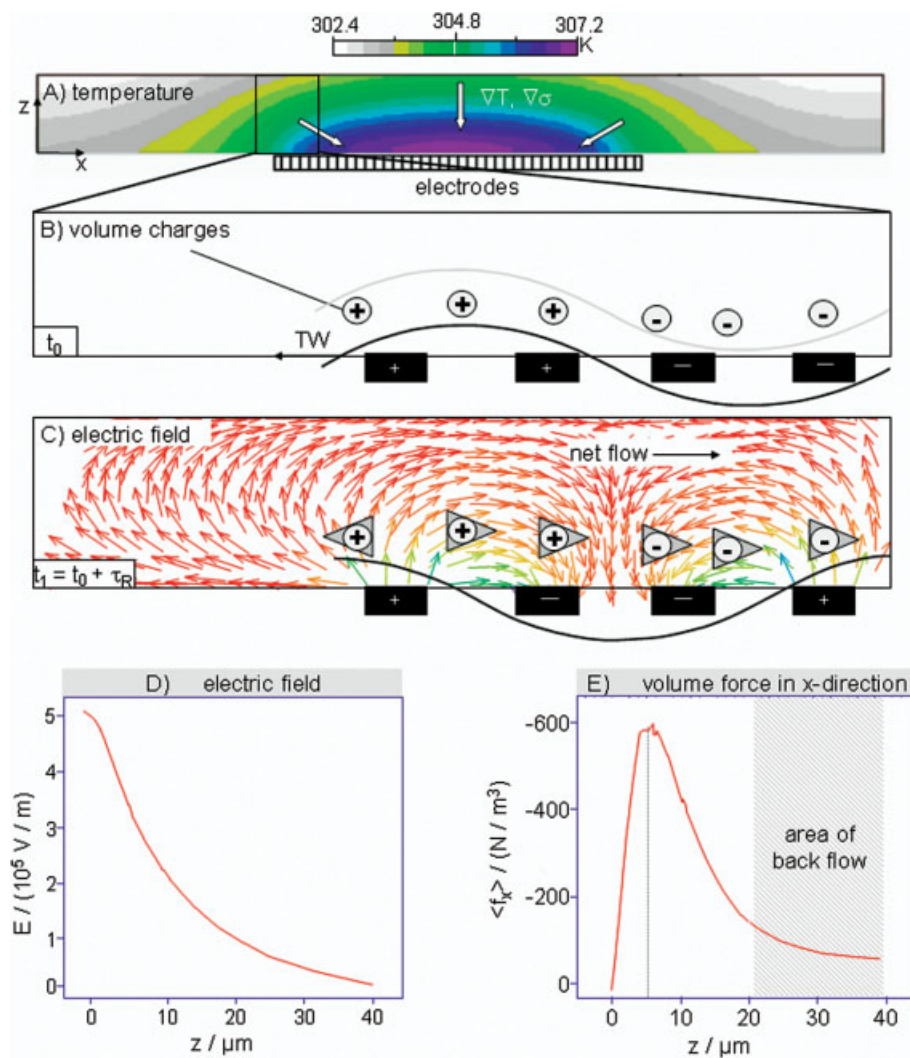 302.4 304.8 307.2
K
A) temperature
∇T, ∇σ
z
x
electrodes
B) volume charges
+ + + - - -
t0
TW
+ + — —
C) electric field
net flow
+ + + - - -
t1 = t0 + τR
+ — — +
D) electric field
E / (10⁵ V / m)
5
4
3
2
1
0
0 10 20 30 40
z / µm
E) volume force in x-direction
<fx> / (N / m³)
-600
-400
-200
0
area of
back flow
0 10 20 30 40
z / µm